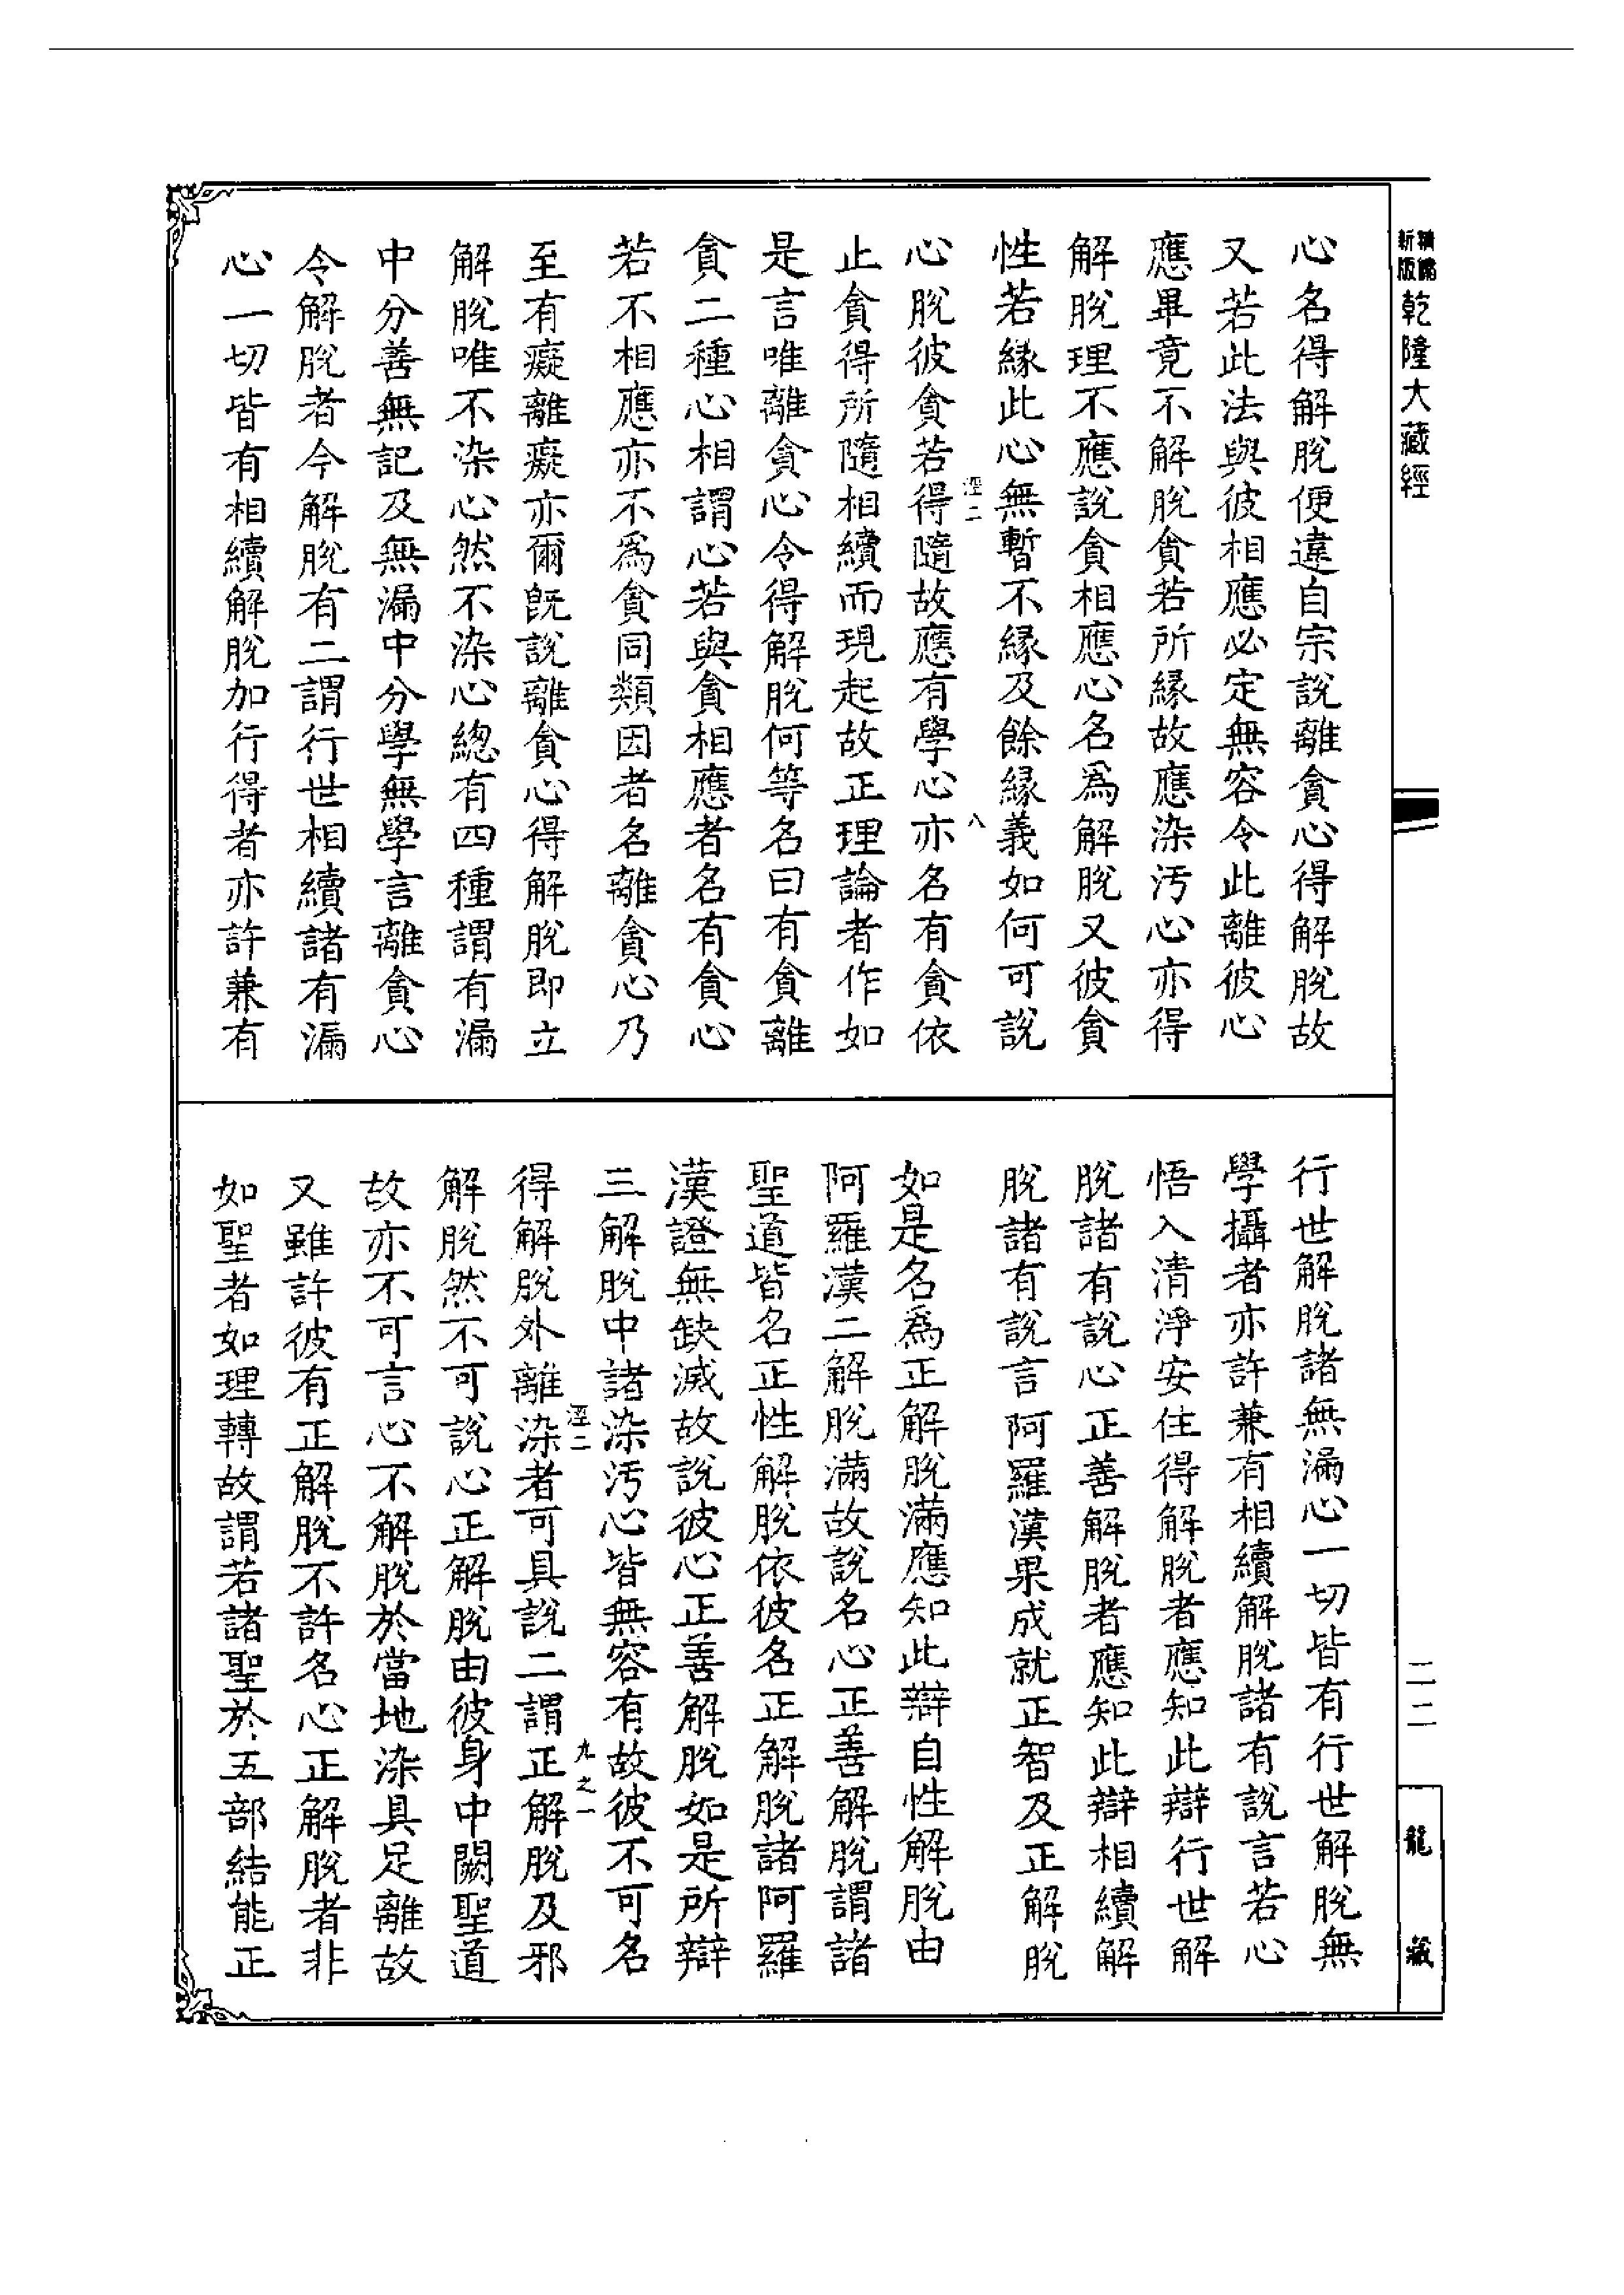 新版精縮乾隆大藏經
心名得解脫便違自宗說離貪心得解脫故
又若此法與彼相應必定無容令此離彼心
應畢竟不解脫貪若所緣故應染污心亦得
解脫理不應說貪相應心名爲解脫又彼貪
性若緣此心無暫不緣及餘緣義如何可說
涇二
八
心脫彼貪若得隨故應有學心亦名有貪依
止貪得所隨相續而現起故正理論者作如
是言唯離貪心令得解脫何等名曰有貪離
貪二種心相謂心若與貪相應者名有貪心
若不相應亦不爲貪同類因者名離貪心乃
至有癡離癡亦爾旣說離貪心得解脫即立
解脫唯不染心然不染心總有四種謂有漏
中分善無記及無漏中分學無學言離貪心
令解脫者今解脫有二謂行世相續諸有漏
心一切皆有相續解脫加行得者亦許兼有
行世解脫諸無漏心一切皆有行世解脫無
學攝者亦許兼有相續解脫諸有說言若心
悟入清淨安住得解脫者應知此辯行世解
脫諸有說心正善解脫者應知此辯相續解
脫諸有說言阿羅漢果成就正智及正解脫
如是名爲正解脫滿應知此辯自性解脫由
阿羅漢二解脫滿故說名心正善解脫謂諸
聖道皆名正性解脫依彼名正解脫諸阿羅
漢證無缺減故說彼心正善解脫如是所辯
三解脫中諸染污心皆無容有故彼不可名
涇二
九之一
得解脫外離染者可具說二謂正解脫及邪
解脫然不可說心正解脫由彼身中闕聖道
故亦不可言心不解脫於當地染具足離故
又雖許彼有正解脫不許名心正解脫者非
如聖者如理轉故謂若諸聖於五部結能正
二二
龍藏